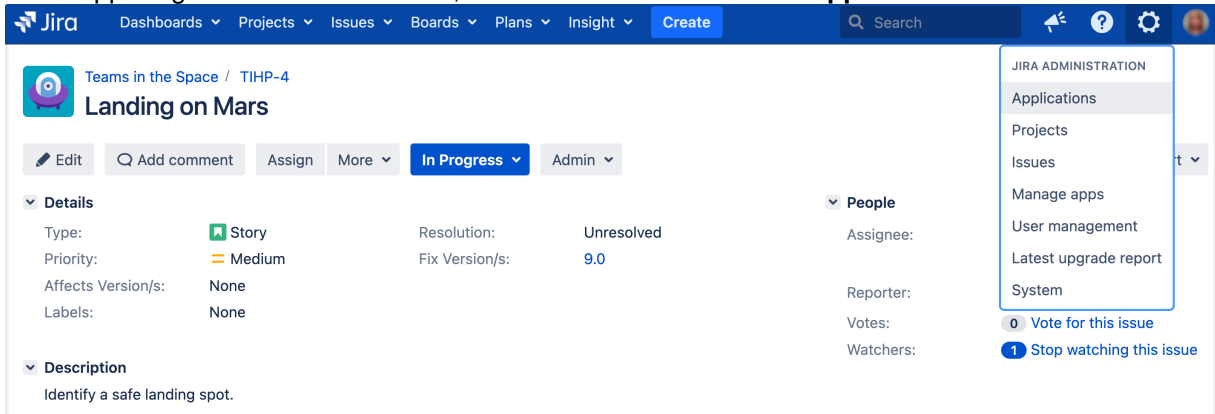 Jira Dashboards Projects Issues Boards Plans Insight Create Search
Teams in the Space / TIHP-4
Landing on Mars
Edit Add comment Assign More In Progress Admin
Details
Type: Story Resolution: Unresolved
Priority: Medium Fix Version/s: 9.0
Affects Version/s: None
Labels: None
Description
Identify a safe landing spot.
People
Assignee:
Reporter:
Votes: 0 Vote for this issue
Watchers: 1 Stop watching this issue
JIRA ADMINISTRATION
Applications
Projects
Issues
Manage apps
User management
Latest upgrade report
System